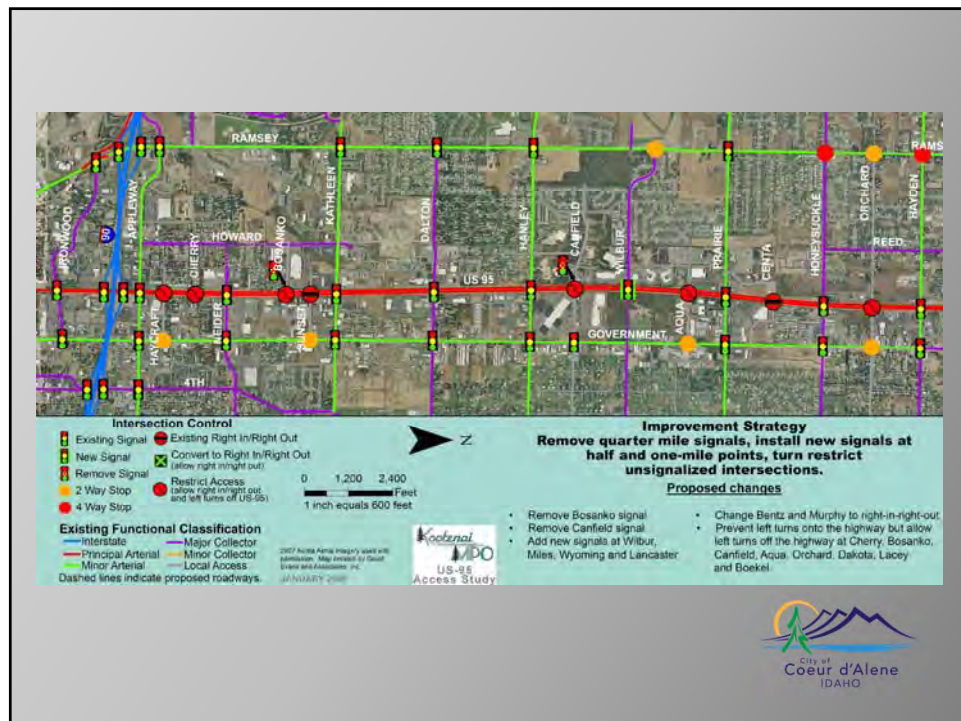 RAMSEY
RAMS
IRONWOOD
90
APPLEWAY
CHERRY
HOWARD
BOSANKO
KATHLEEN
DALTON
HANLEY
CANFIELD
WILBUR
PRAIRIE
CENTA
HONEYSUCKLE
ORCHARD
REED
HAYDEN
US 95
HAYCRAFT
NEIDER
SUNSET
GOVERNMENT
AQUA
4TH
Intersection Control
Existing Signal
Existing Right In/Right Out
New Signal
Convert to Right In/Right Out
(allow right in/right out)
Remove Signal
Restrict Access
(allow right in/right out
and left turns off US-95)
2 Way Stop
4 Way Stop
Existing Functional Classification
Interstate
Major Collector
Principal Arterial
Minor Collector
Minor Arterial
Local Access
Dashed lines indicate proposed roadways.
N
0 1,200 2,400
Feet
1 inch equals 600 feet
Kootenai
MPO
US-95
Access Study
Improvement Strategy
Remove quarter mile signals, install new signals at
half and one-mile points, turn restrict
unsignalized intersections.
Proposed changes
• Remove Bosanko signal
• Remove Canfield signal
• Add new signals at Wilbur,
Miles, Wyoming and Lancaster
• Change Bentz and Murphy to right-in-right-out
• Prevent left turns onto the highway but allow
left turns off the highway at Cherry, Bosanko,
Canfield, Aqua, Orchard, Dakota, Lacey
and Boekel.
City of
Coeur d'Alene
IDAHO